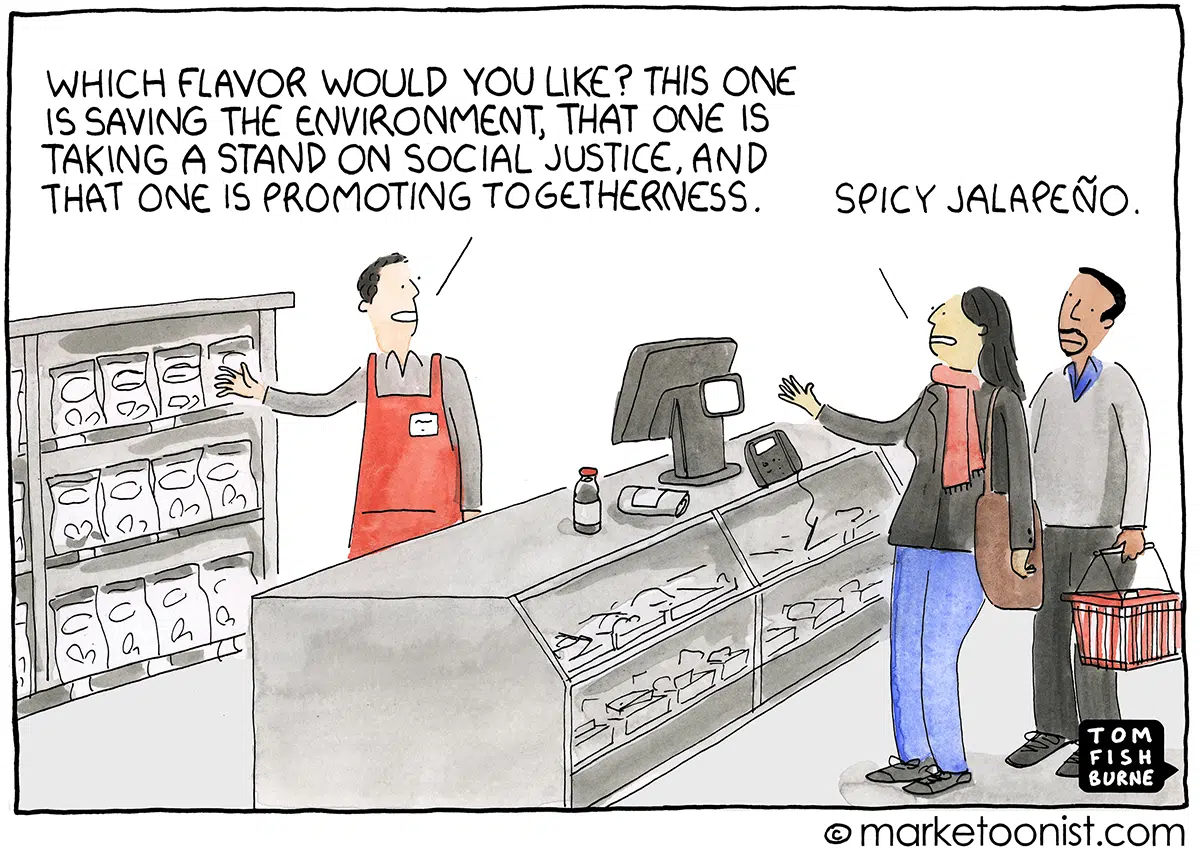 WHICH FLAVOR WOULD YOU LIKE? THIS ONE
IS SAVING THE ENVIRONMENT, THAT ONE IS
TAKING A STAND ON SOCIAL JUSTICE, AND
THAT ONE IS PROMOTING TOGETHERNESS.
SPICY JALAPEÑO.
TOM
FISH
BURNE
© marketoonist.com